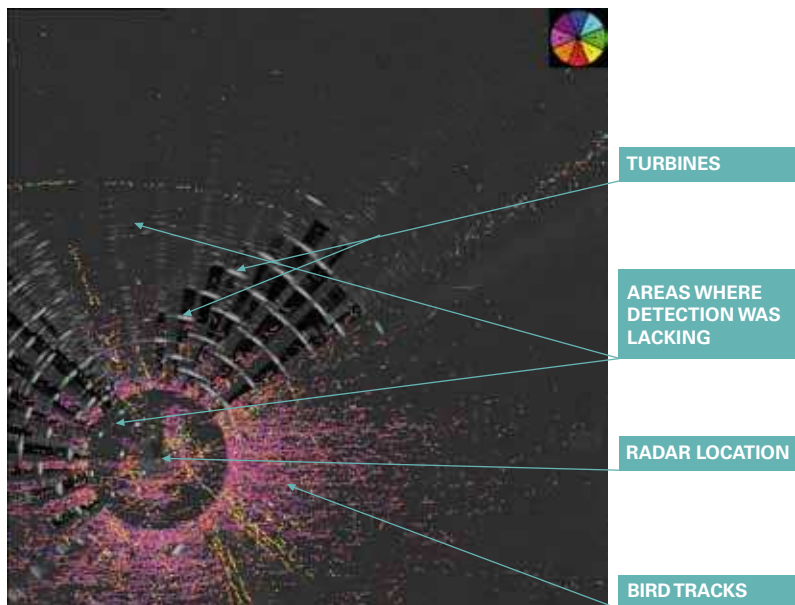 TURBINES
AREAS WHERE
DETECTION WAS
LACKING
RADAR LOCATION
BIRD TRACKS